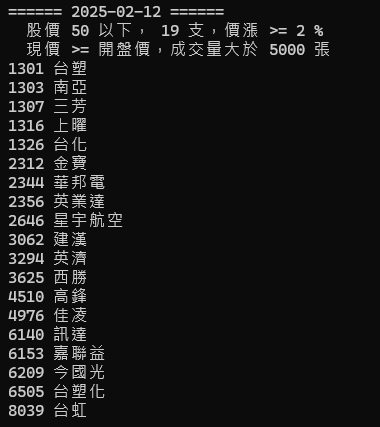 ====== 2025-02-12 ======
股價 50 以下， 19 支，價漲 >= 2 %
現價 >= 開盤價，成交量大於 5000 張
1301 台塑
1303 南亞
1307 三芳
1316 上曜
1326 台化
2312 金寶
2344 華邦電
2356 英業達
2646 星宇航空
3062 建漢
3294 英濟
3625 西勝
4510 高鋒
4976 佳凌
6140 訊達
6153 嘉聯益
6209 今國光
6505 台塑化
8039 台虹